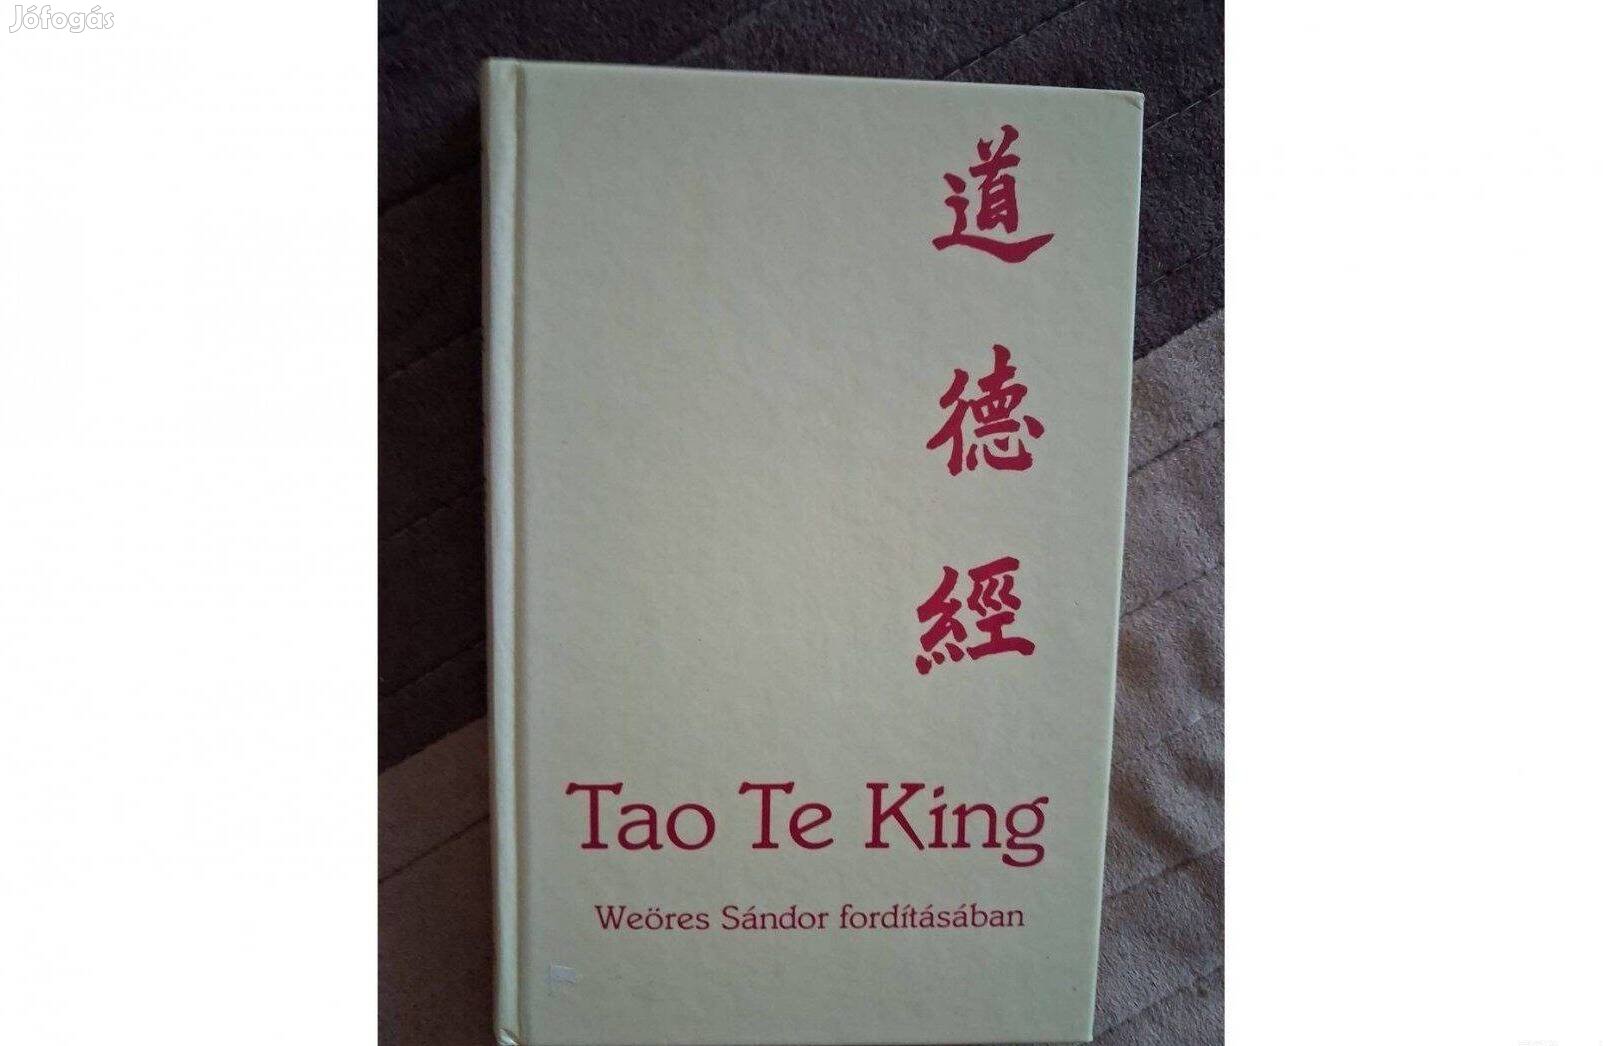 Jófogás
道
德
經
Tao Te King
Weöres Sándor fordításában